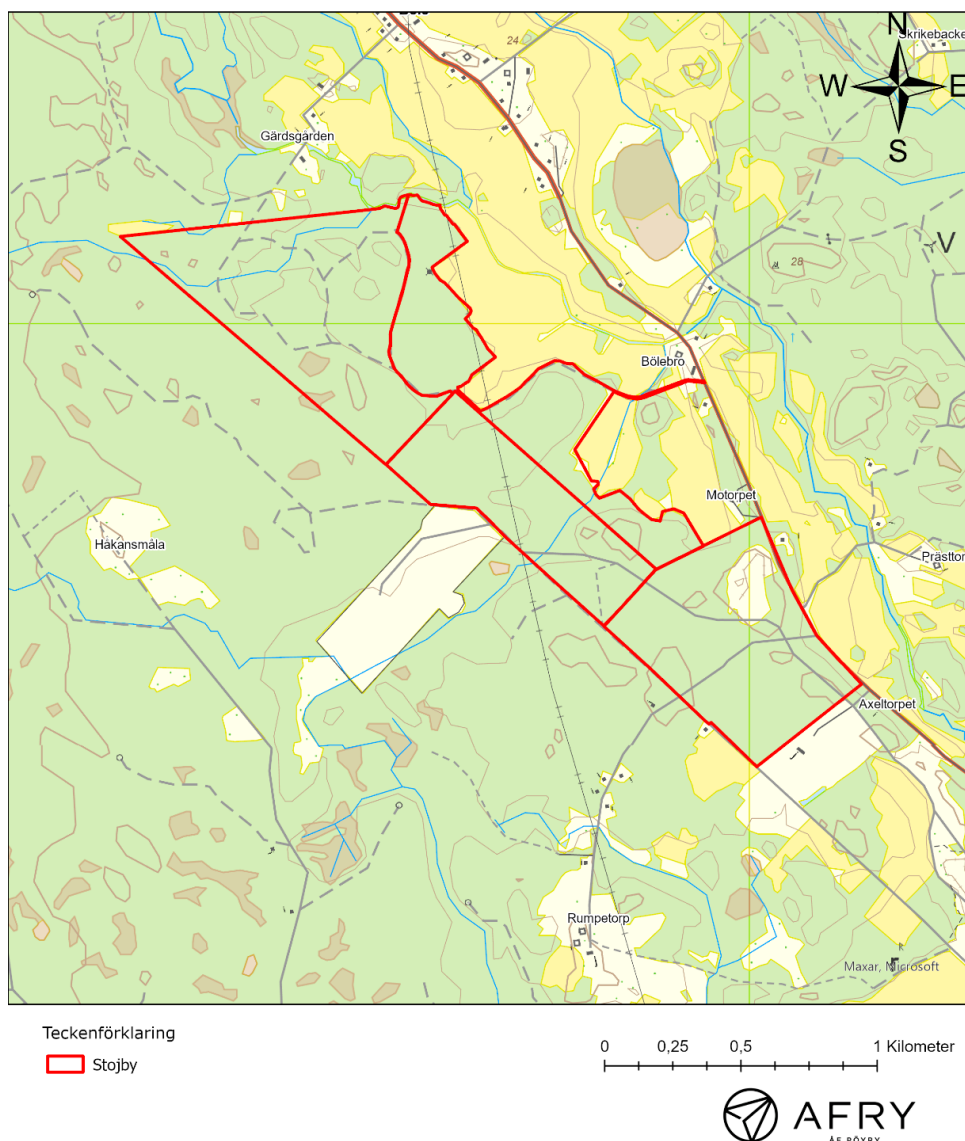 24
Skrikebacke
N
W
E
S
Gärdsgården
V
28
Bölebro
Motorpet
Håkansmåla
Prästtor
Axeltorpet
Rumpetorp
R
Maxar, Microsoft
Teckenförklaring
Stojby
0 0,25 0,5 1 Kilometer
AFRY